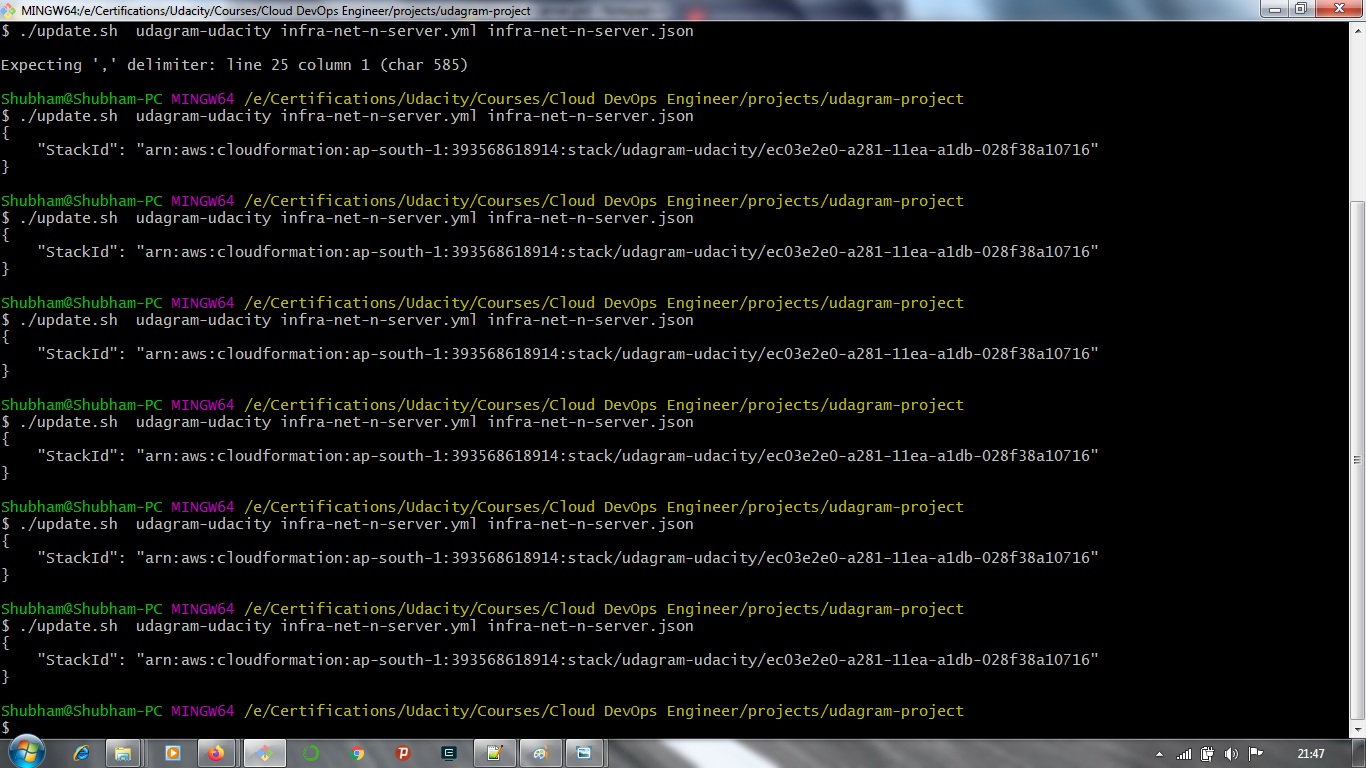 MINGW64:/e/Certifications/Udacity/Courses/Cloud DevOps Engineer/projects/udagram-project
$ ./update.sh  udagram-udacity infra-net-n-server.yml infra-net-n-server.json
Expecting ',' delimiter: line 25 column 1 (char 585)
Shubham@Shubham-PC MINGW64 /e/Certifications/Udacity/Courses/Cloud DevOps Engineer/projects/udagram-project
$ ./update.sh  udagram-udacity infra-net-n-server.yml infra-net-n-server.json
{
    "StackId": "arn:aws:cloudformation:ap-south-1:393568618914:stack/udagram-udacity/ec03e2e0-a281-11ea-a1db-028f38a10716"
}
Shubham@Shubham-PC MINGW64 /e/Certifications/Udacity/Courses/Cloud DevOps Engineer/projects/udagram-project
$ ./update.sh  udagram-udacity infra-net-n-server.yml infra-net-n-server.json
{
    "StackId": "arn:aws:cloudformation:ap-south-1:393568618914:stack/udagram-udacity/ec03e2e0-a281-11ea-a1db-028f38a10716"
}
Shubham@Shubham-PC MINGW64 /e/Certifications/Udacity/Courses/Cloud DevOps Engineer/projects/udagram-project
$ ./update.sh  udagram-udacity infra-net-n-server.yml infra-net-n-server.json
{
    "StackId": "arn:aws:cloudformation:ap-south-1:393568618914:stack/udagram-udacity/ec03e2e0-a281-11ea-a1db-028f38a10716"
}
Shubham@Shubham-PC MINGW64 /e/Certifications/Udacity/Courses/Cloud DevOps Engineer/projects/udagram-project
$ ./update.sh  udagram-udacity infra-net-n-server.yml infra-net-n-server.json
{
    "StackId": "arn:aws:cloudformation:ap-south-1:393568618914:stack/udagram-udacity/ec03e2e0-a281-11ea-a1db-028f38a10716"
}
Shubham@Shubham-PC MINGW64 /e/Certifications/Udacity/Courses/Cloud DevOps Engineer/projects/udagram-project
$ ./update.sh  udagram-udacity infra-net-n-server.yml infra-net-n-server.json
{
    "StackId": "arn:aws:cloudformation:ap-south-1:393568618914:stack/udagram-udacity/ec03e2e0-a281-11ea-a1db-028f38a10716"
}
Shubham@Shubham-PC MINGW64 /e/Certifications/Udacity/Courses/Cloud DevOps Engineer/projects/udagram-project
$ ./update.sh  udagram-udacity infra-net-n-server.yml infra-net-n-server.json
{
    "StackId": "arn:aws:cloudformation:ap-south-1:393568618914:stack/udagram-udacity/ec03e2e0-a281-11ea-a1db-028f38a10716"
}
Shubham@Shubham-PC MINGW64 /e/Certifications/Udacity/Courses/Cloud DevOps Engineer/projects/udagram-project
$
21:47